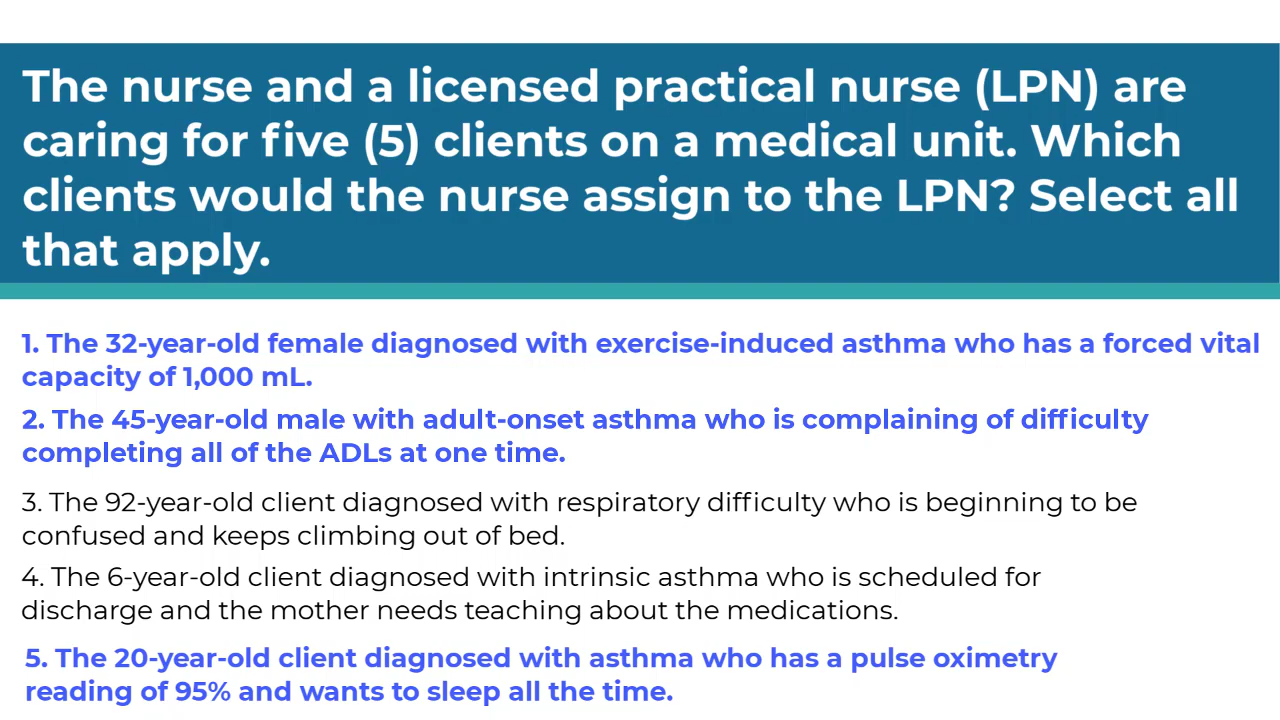 The nurse and a licensed practical nurse (LPN) are
caring for five (5) clients on a medical unit. Which
clients would the nurse assign to the LPN? Select all
that apply.
1. The 32-year-old female diagnosed with exercise-induced asthma who has a forced vital
capacity of 1,000 mL.
2. The 45-year-old male with adult-onset asthma who is complaining of difficulty
completing all of the ADLs at one time.
3. The 92-year-old client diagnosed with respiratory difficulty who is beginning to be
confused and keeps climbing out of bed.
4. The 6-year-old client diagnosed with intrinsic asthma who is scheduled for
discharge and the mother needs teaching about the medications.
5. The 20-year-old client diagnosed with asthma who has a pulse oximetry
reading of 95% and wants to sleep all the time.